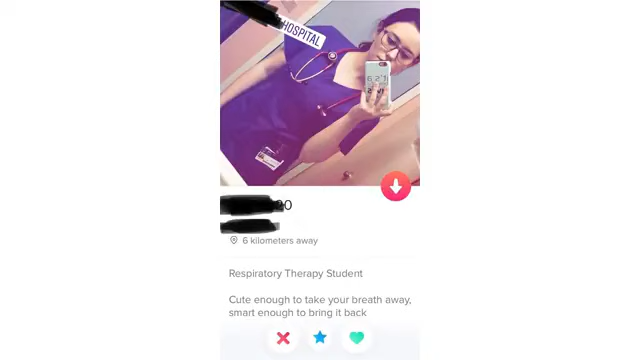 HOSPITAL
20
6 kilometers away
Respiratory Therapy Student
Cute enough to take your breath away,
smart enough to bring it back